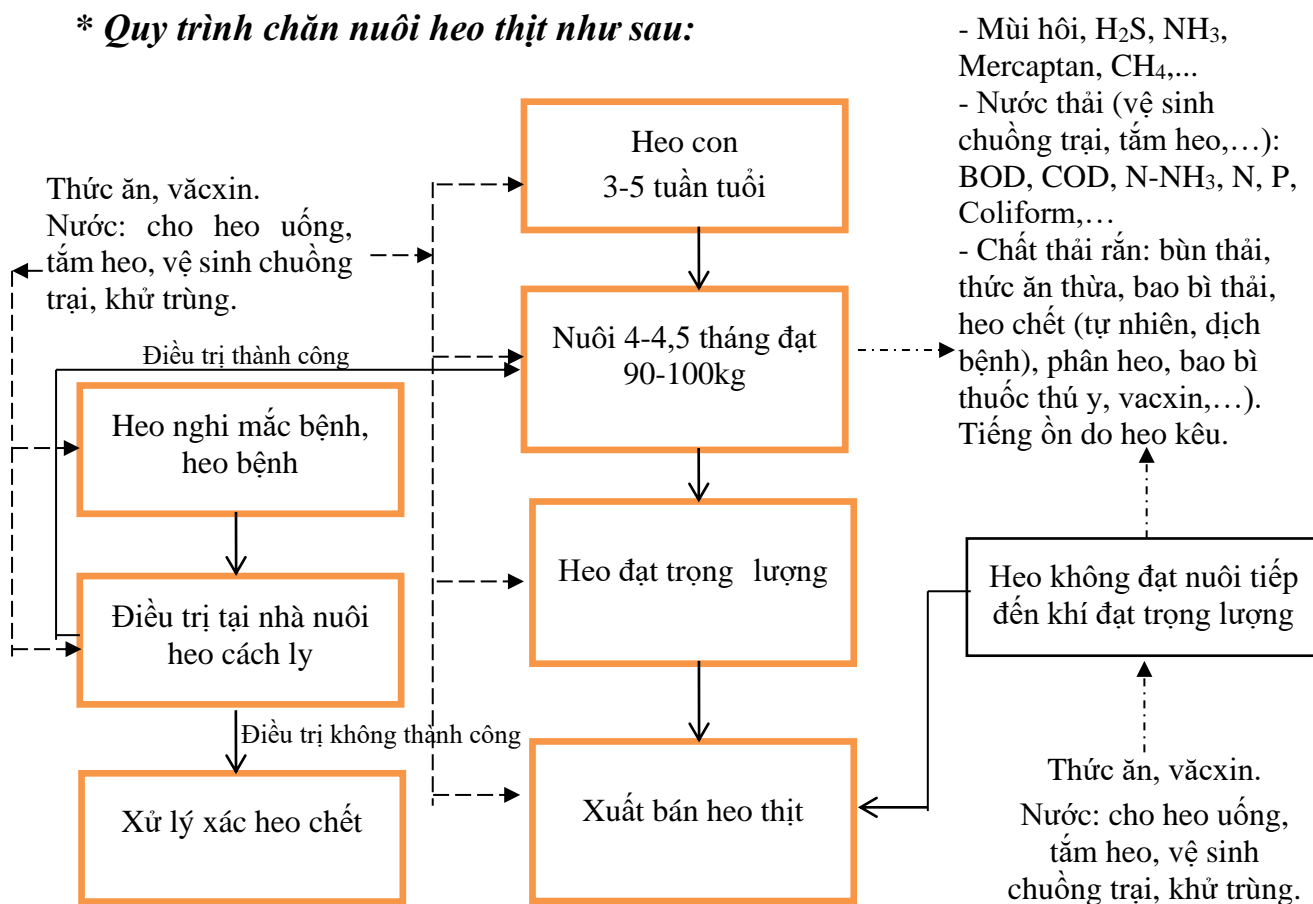 * Quy trình chăn nuôi heo thịt như sau:
- Mùi hôi, H₂S, NH₃,
Mercaptan, CH₄,...
- Nước thải (vệ sinh
chuồng trại, tắm heo,…):
BOD, COD, N-NH₃, N, P,
Coliform,…
- Chất thải rắn: bùn thải,
thức ăn thừa, bao bì thải,
heo chết (tự nhiên, dịch
bệnh), phân heo, bao bì
thuốc thú y, vacxin,…).
Tiếng ồn do heo kêu.
Heo con
3-5 tuần tuổi
Thức ăn, văcxin.
Nước: cho heo uống,
tắm heo, vệ sinh chuồng
trại, khử trùng.
Điều trị thành công
Nuôi 4-4,5 tháng đạt
90-100kg
Heo nghi mắc bệnh,
heo bệnh
Heo đạt trọng lượng
Heo không đạt nuôi tiếp
đến khí đạt trọng lượng
Điều trị tại nhà nuôi
heo cách ly
Điều trị không thành công
Xử lý xác heo chết
Xuất bán heo thịt
Thức ăn, văcxin.
Nước: cho heo uống,
tắm heo, vệ sinh
chuồng trại, khử trùng.